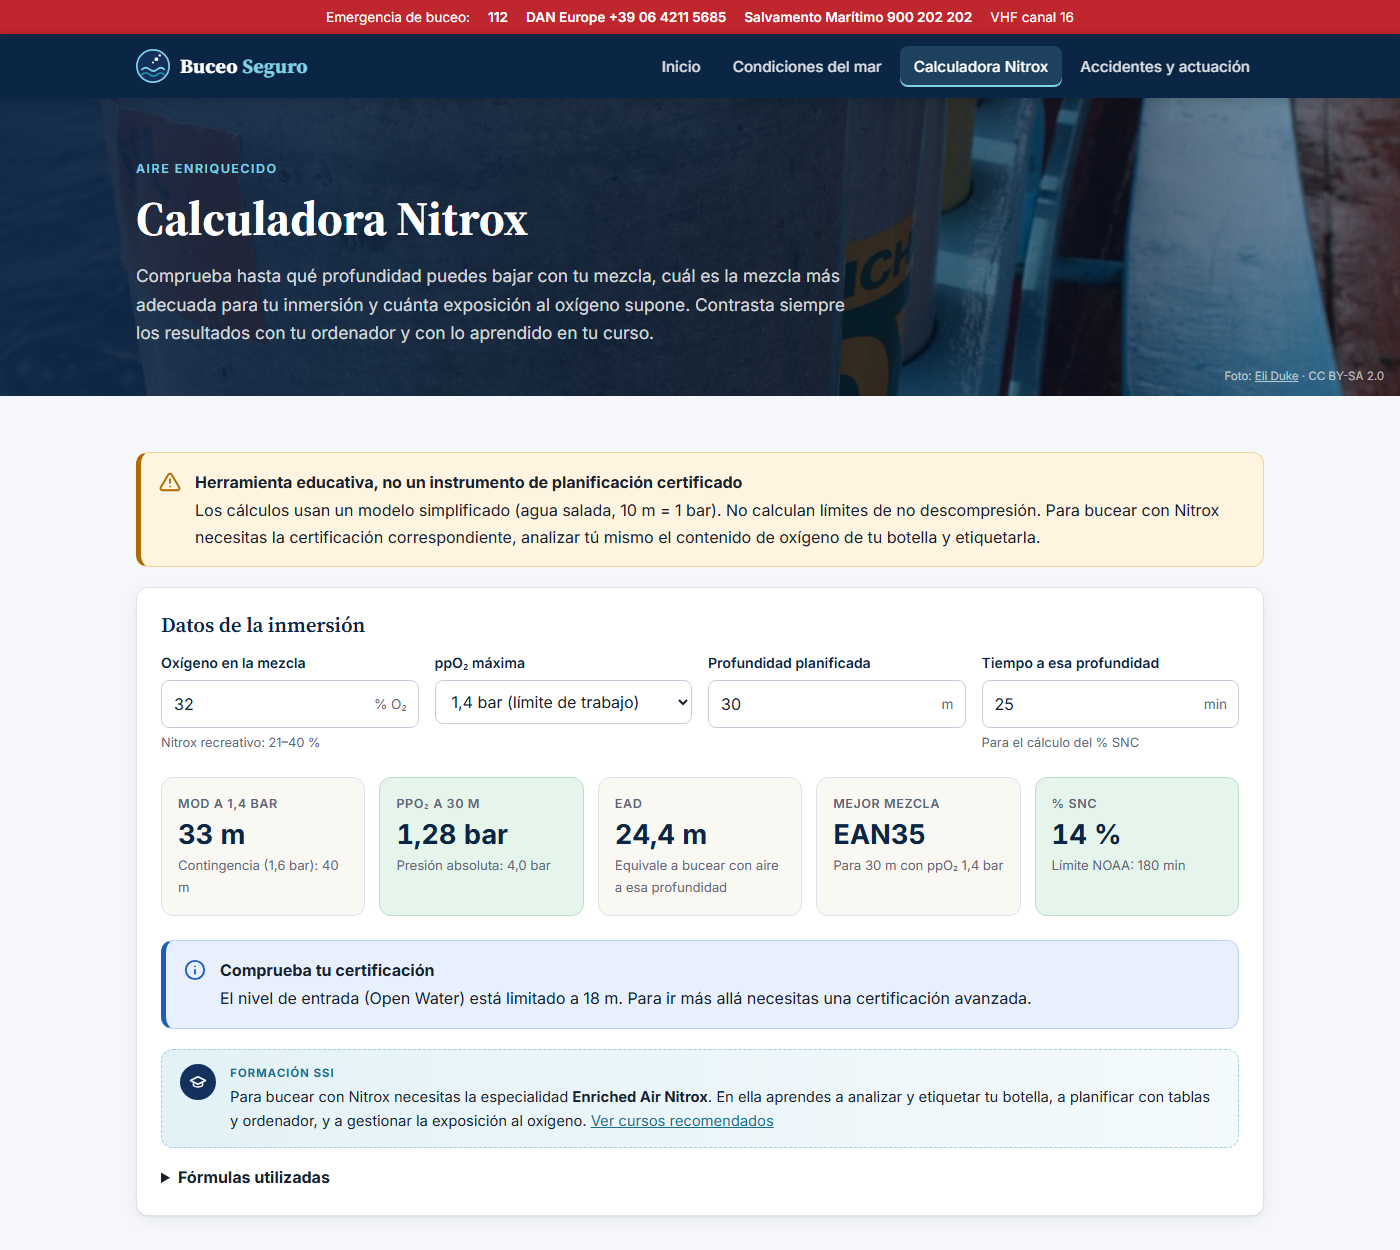 Emergencia de buceo: 112 DAN Europe +39 06 4211 5685 Salvamento Marítimo 900 202 202 VHF canal 16
Buceo Seguro
Inicio Condiciones del mar Calculadora Nitrox Accidentes y actuación
AIRE ENRIQUECIDO
Calculadora Nitrox
Comprueba hasta qué profundidad puedes bajar con tu mezcla, cuál es la mezcla más
adecuada para tu inmersión y cuánta exposición al oxígeno supone. Contrasta siempre
los resultados con tu ordenador y con lo aprendido en tu curso.
Foto: Eli Duke · CC BY-SA 2.0
Herramienta educativa, no un instrumento de planificación certificado
Los cálculos usan un modelo simplificado (agua salada, 10 m = 1 bar). No calculan límites de no descompresión. Para bucear con Nitrox
necesitas la certificación correspondiente, analizar tú mismo el contenido de oxígeno de tu botella y etiquetarla.
Datos de la inmersión
Oxígeno en la mezcla ppO₂ máxima Profundidad planificada Tiempo a esa profundidad
32 % O₂ 1,4 bar (límite de trabajo) 30 m 25 min
Nitrox recreativo: 21–40 % Para el cálculo del % SNC
MOD A 1,4 BAR
33 m
Contingencia (1,6 bar): 40
m
PPO₂ A 30 M
1,28 bar
Presión absoluta: 4,0 bar
EAD
24,4 m
Equivale a bucear con aire
a esa profundidad
MEJOR MEZCLA
EAN35
Para 30 m con ppO₂ 1,4 bar
% SNC
14 %
Límite NOAA: 180 min
Comprueba tu certificación
El nivel de entrada (Open Water) está limitado a 18 m. Para ir más allá necesitas una certificación avanzada.
FORMACIÓN SSI
Para bucear con Nitrox necesitas la especialidad Enriched Air Nitrox. En ella aprendes a analizar y etiquetar tu botella, a planificar con tablas
y ordenador, y a gestionar la exposición al oxígeno. Ver cursos recomendados
Fórmulas utilizadas